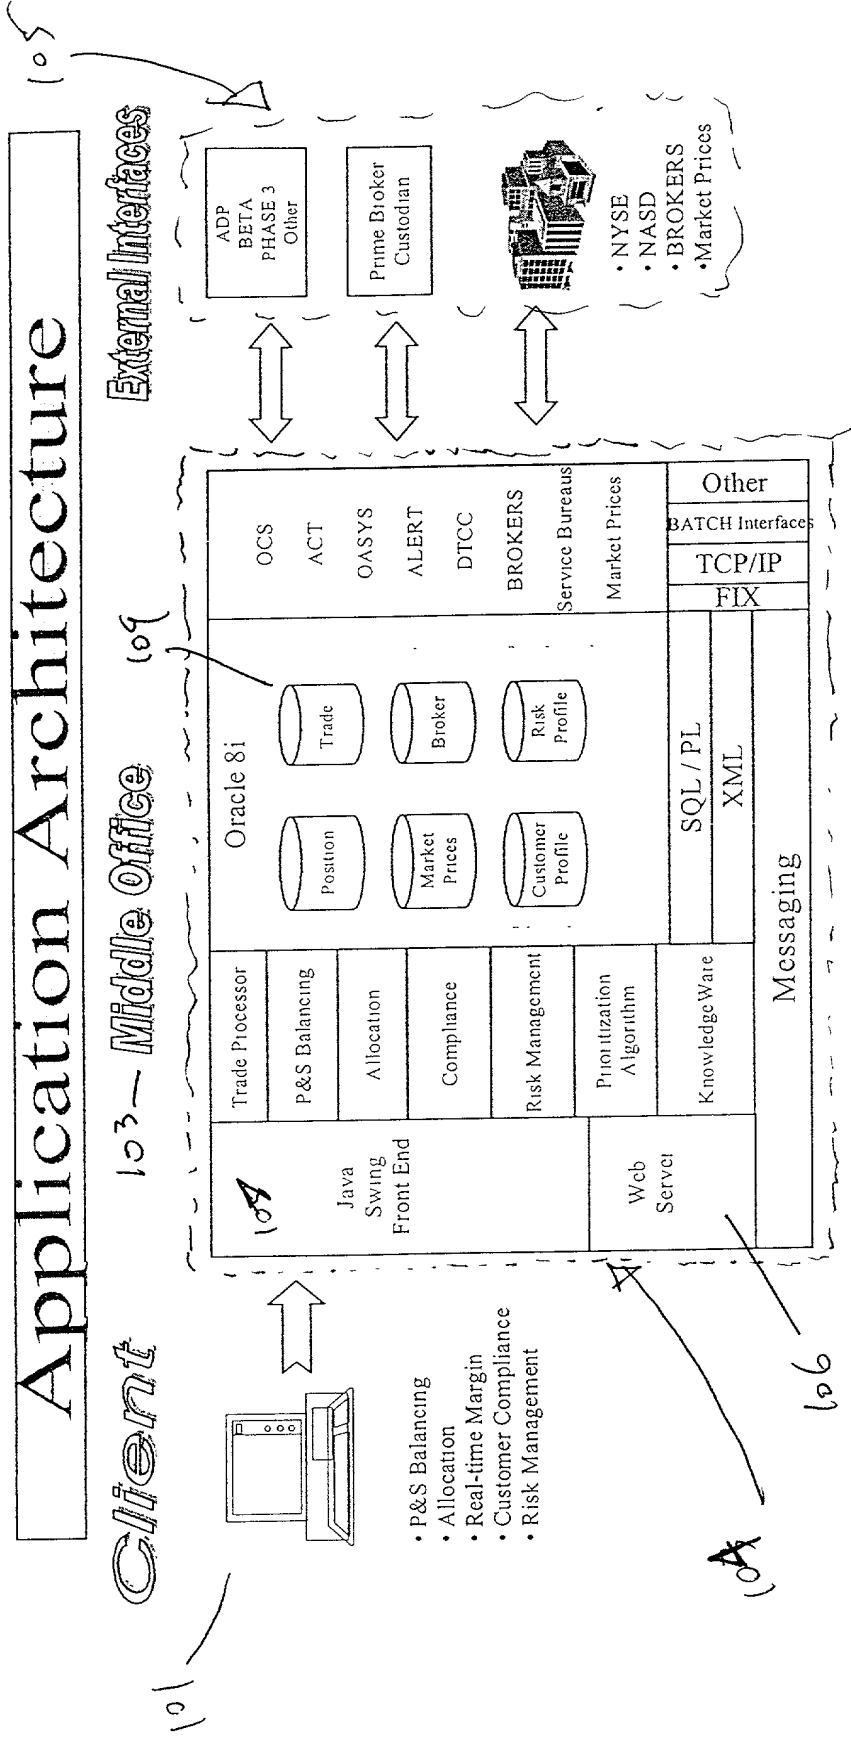 Application Architecture
105
Client
103 — Middle Office
External Interfaces
101
• P&S Balancing
• Allocation
• Real-time Margin
• Customer Compliance
• Risk Management
104
108
Java
Swing
Front End
Web
Server
106
Trade Processor
P&S Balancing
Allocation
Compliance
Risk Management
Prioritization
Algorithm
KnowledgeWare
109
Oracle 8i
Position
Trade
Market
Prices
Broker
Customer
Profile
Risk
Profile
SQL / PL
XML
Messaging
OCS
ACT
OASYS
ALERT
DTCC
BROKERS
Service Bureaus
Market Prices
FIX
TCP/IP
BATCH Interfaces
Other
ADP
BETA
PHASE 3
Other
Prime Broker
Custodian
• NYSE
• NASD
• BROKERS
• Market Prices